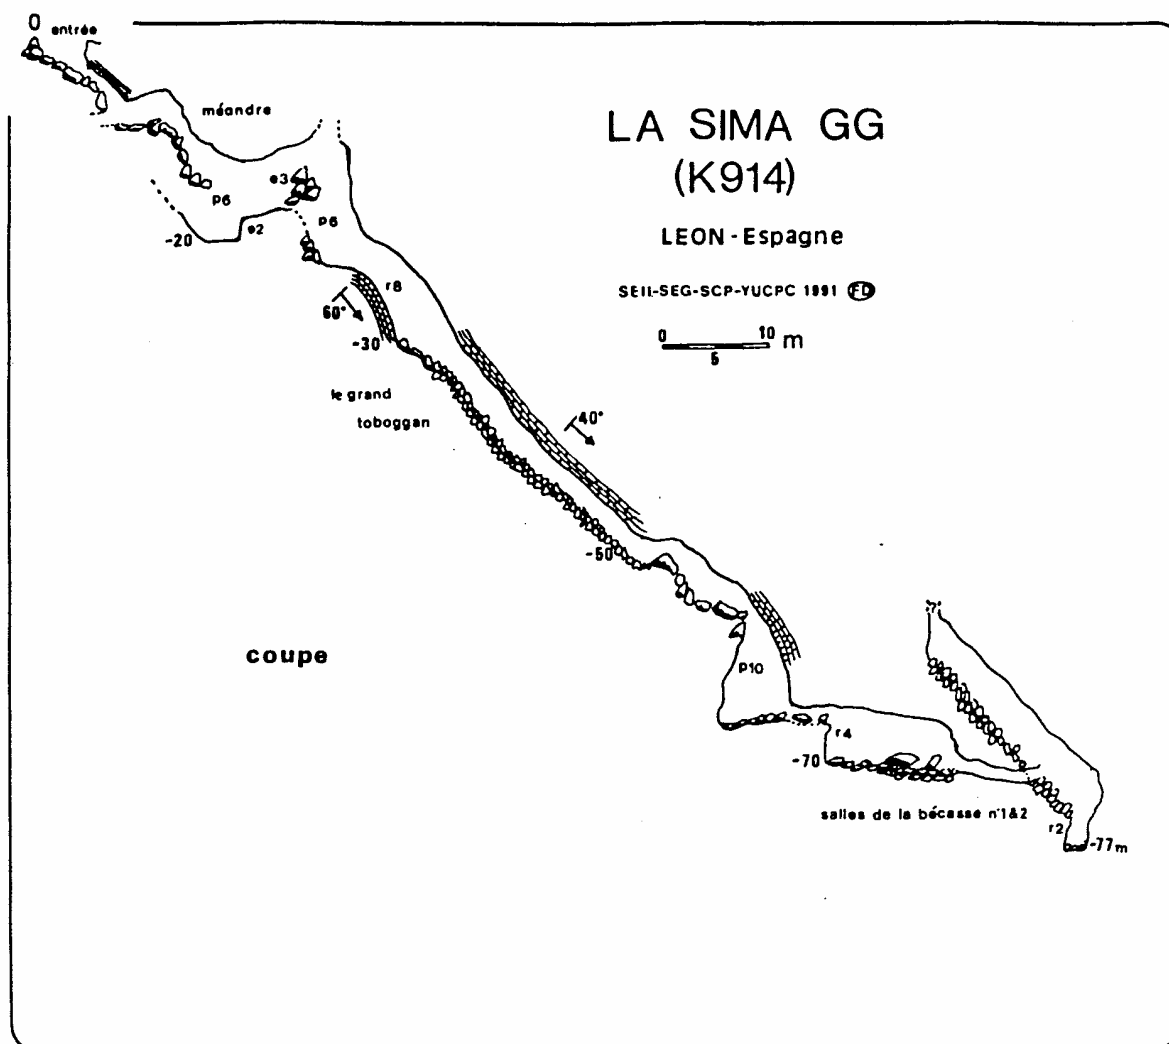 0 entrée
méandre
LA SIMA GG
(K914)
LEON - Espagne
SEII-SEG-SCP-YUCPC 1991 FD
0 10 m
5
e3
p6
p6
e2
-20
r8
60°
-30
le grand
toboggan
40°
-50
coupe
?
p10
r4
-70
salles de la bécasse n°1&2
r2
-77m